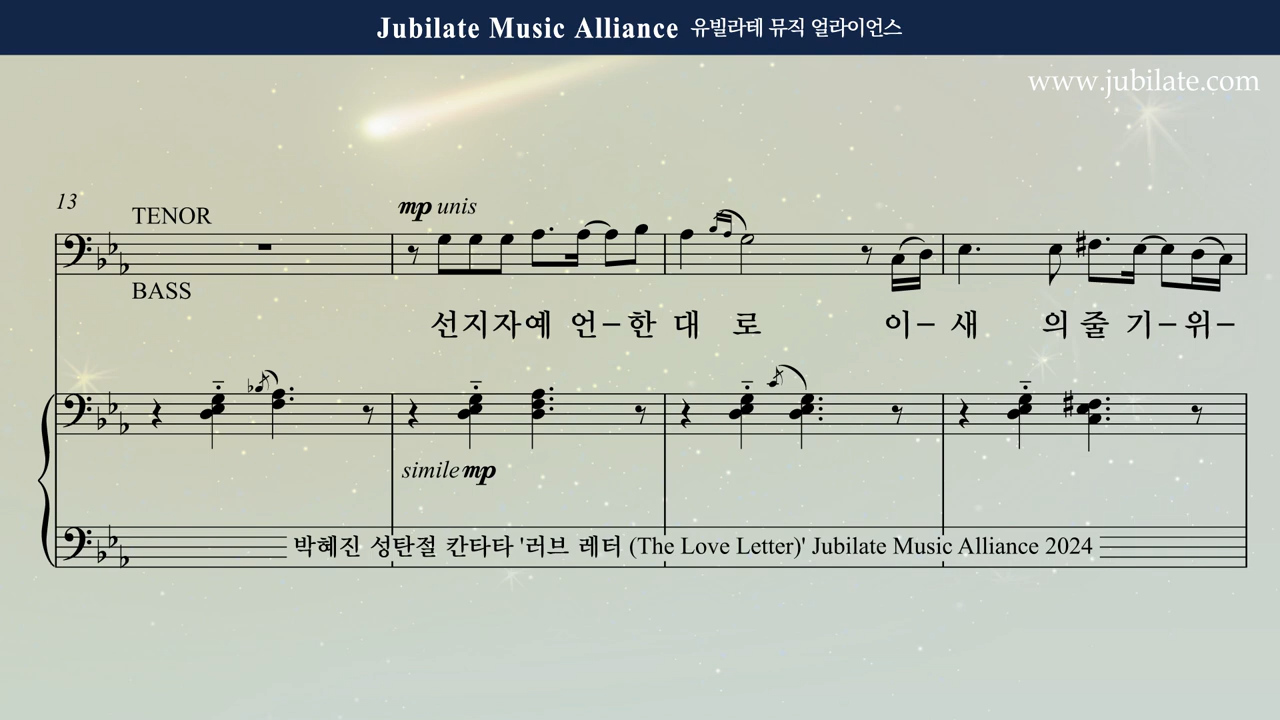 Jubilate Music Alliance 유빌라테 뮤직 얼라이언스
www.jubilate.com
13
TENOR
mp unis
BASS
선지자예 언-한 대 로 이- 새 의 줄 기-위-
simile mp
박혜진 성탄절 칸타타 '러브 레터 (The Love Letter)' Jubilate Music Alliance 2024